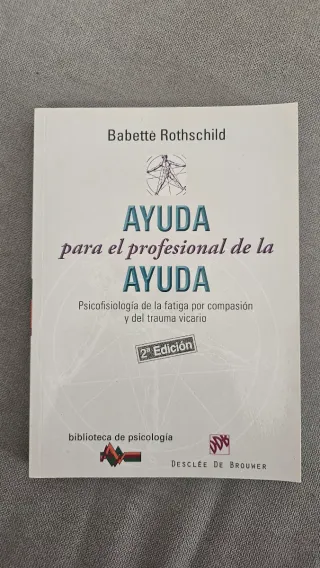 Babette Rothschild
AYUDA
para el profesional de la
AYUDA
Psicofisiología de la fatiga por compasión
y del trauma vicario
2ª Edición
biblioteca de psicología
DDB
DESCLÉE DE BROUWER